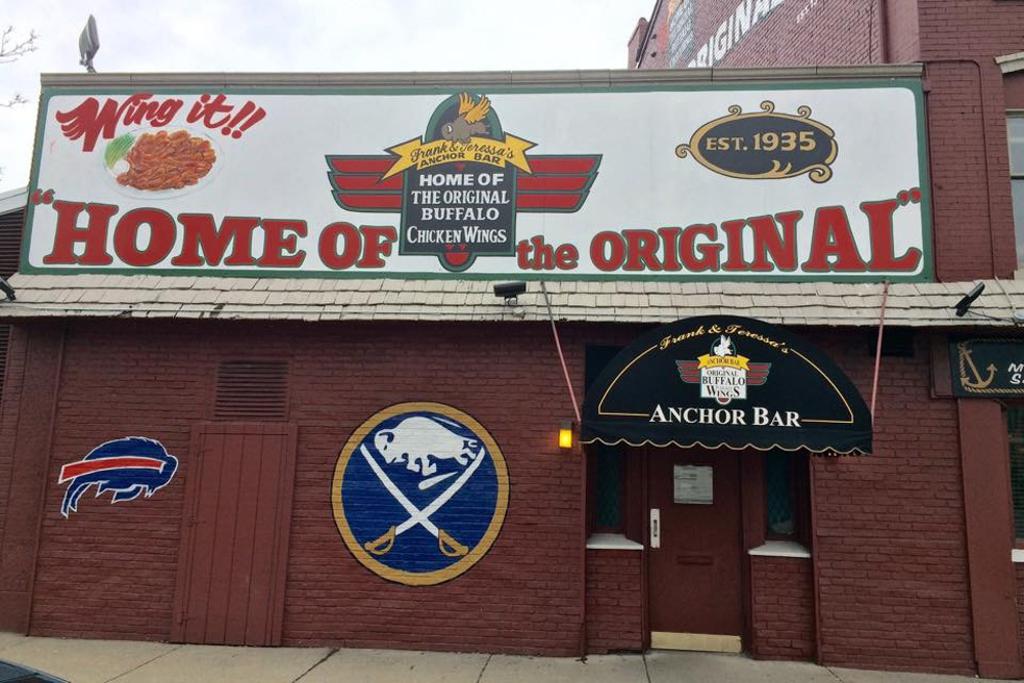 ORIGINAL
Wing it!!
Frank & Teressa's
ANCHOR BAR
HOME OF
THE ORIGINAL
BUFFALO
CHICKEN WINGS
EST. 1935
"HOME OF the ORIGINAL"
Frank & Teressa's
ANCHOR BAR
ORIGINAL
BUFFALO
WINGS
ANCHOR BAR